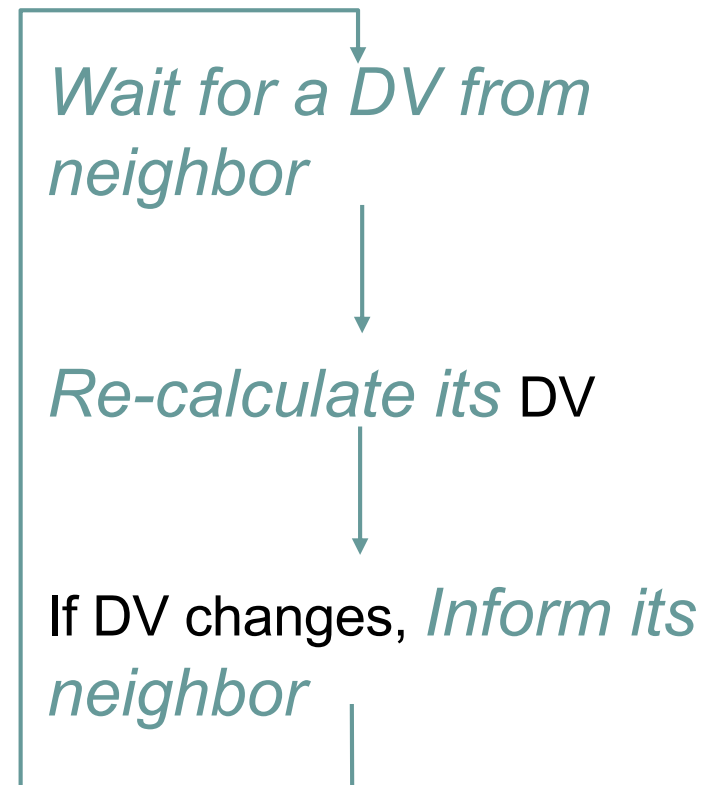 Wait for a DV from
neighbor
Re-calculate its DV
If DV changes, Inform its
neighbor